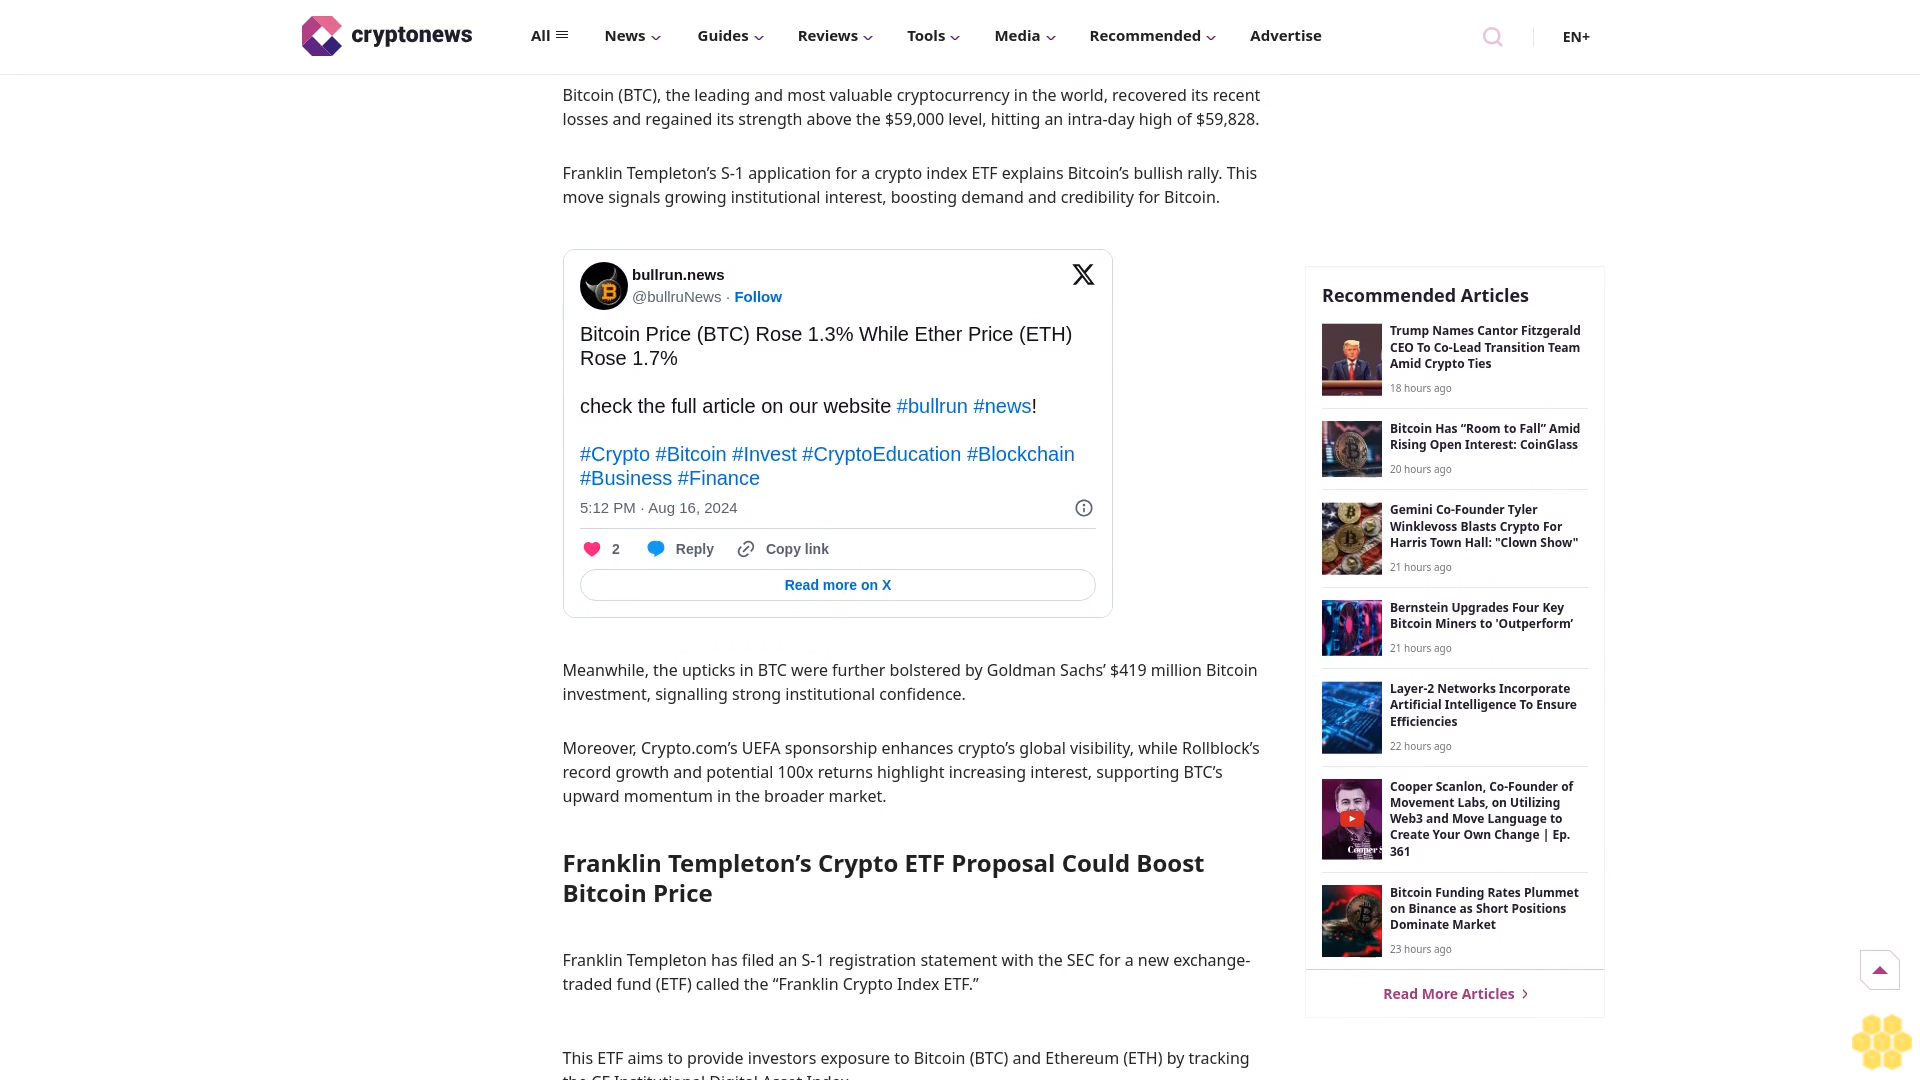 cryptonews
All
News
Guides
Reviews
Tools
Media
Recommended
Advertise
EN+
Bitcoin (BTC), the leading and most valuable cryptocurrency in the world, recovered its recent
losses and regained its strength above the $59,000 level, hitting an intra-day high of $59,828.
Franklin Templeton’s S-1 application for a crypto index ETF explains Bitcoin’s bullish rally. This
move signals growing institutional interest, boosting demand and credibility for Bitcoin.
bullrun.news
@bullruNews · Follow
Bitcoin Price (BTC) Rose 1.3% While Ether Price (ETH)
Rose 1.7%
check the full article on our website #bullrun #news!
#Crypto #Bitcoin #Invest #CryptoEducation #Blockchain
#Business #Finance
5:12 PM · Aug 16, 2024
2
Reply
Copy link
Read more on X
Meanwhile, the upticks in BTC were further bolstered by Goldman Sachs’ $419 million Bitcoin
investment, signalling strong institutional confidence.
Moreover, Crypto.com’s UEFA sponsorship enhances crypto’s global visibility, while Rollblock’s
record growth and potential 100x returns highlight increasing interest, supporting BTC’s
upward momentum in the broader market.
Franklin Templeton’s Crypto ETF Proposal Could Boost
Bitcoin Price
Franklin Templeton has filed an S-1 registration statement with the SEC for a new exchange-
traded fund (ETF) called the “Franklin Crypto Index ETF.”
This ETF aims to provide investors exposure to Bitcoin (BTC) and Ethereum (ETH) by tracking
the CF Institutional Digital Asset Index.
Recommended Articles
Trump Names Cantor Fitzgerald
CEO To Co-Lead Transition Team
Amid Crypto Ties
18 hours ago
Bitcoin Has “Room to Fall” Amid
Rising Open Interest: CoinGlass
20 hours ago
Gemini Co-Founder Tyler
Winklevoss Blasts Crypto For
Harris Town Hall: "Clown Show"
21 hours ago
Bernstein Upgrades Four Key
Bitcoin Miners to 'Outperform’
21 hours ago
Layer-2 Networks Incorporate
Artificial Intelligence To Ensure
Efficiencies
22 hours ago
Cooper Scanlon, Co-Founder of
Movement Labs, on Utilizing
Web3 and Move Language to
Create Your Own Change | Ep.
361
Cooper S
Bitcoin Funding Rates Plummet
on Binance as Short Positions
Dominate Market
23 hours ago
Read More Articles